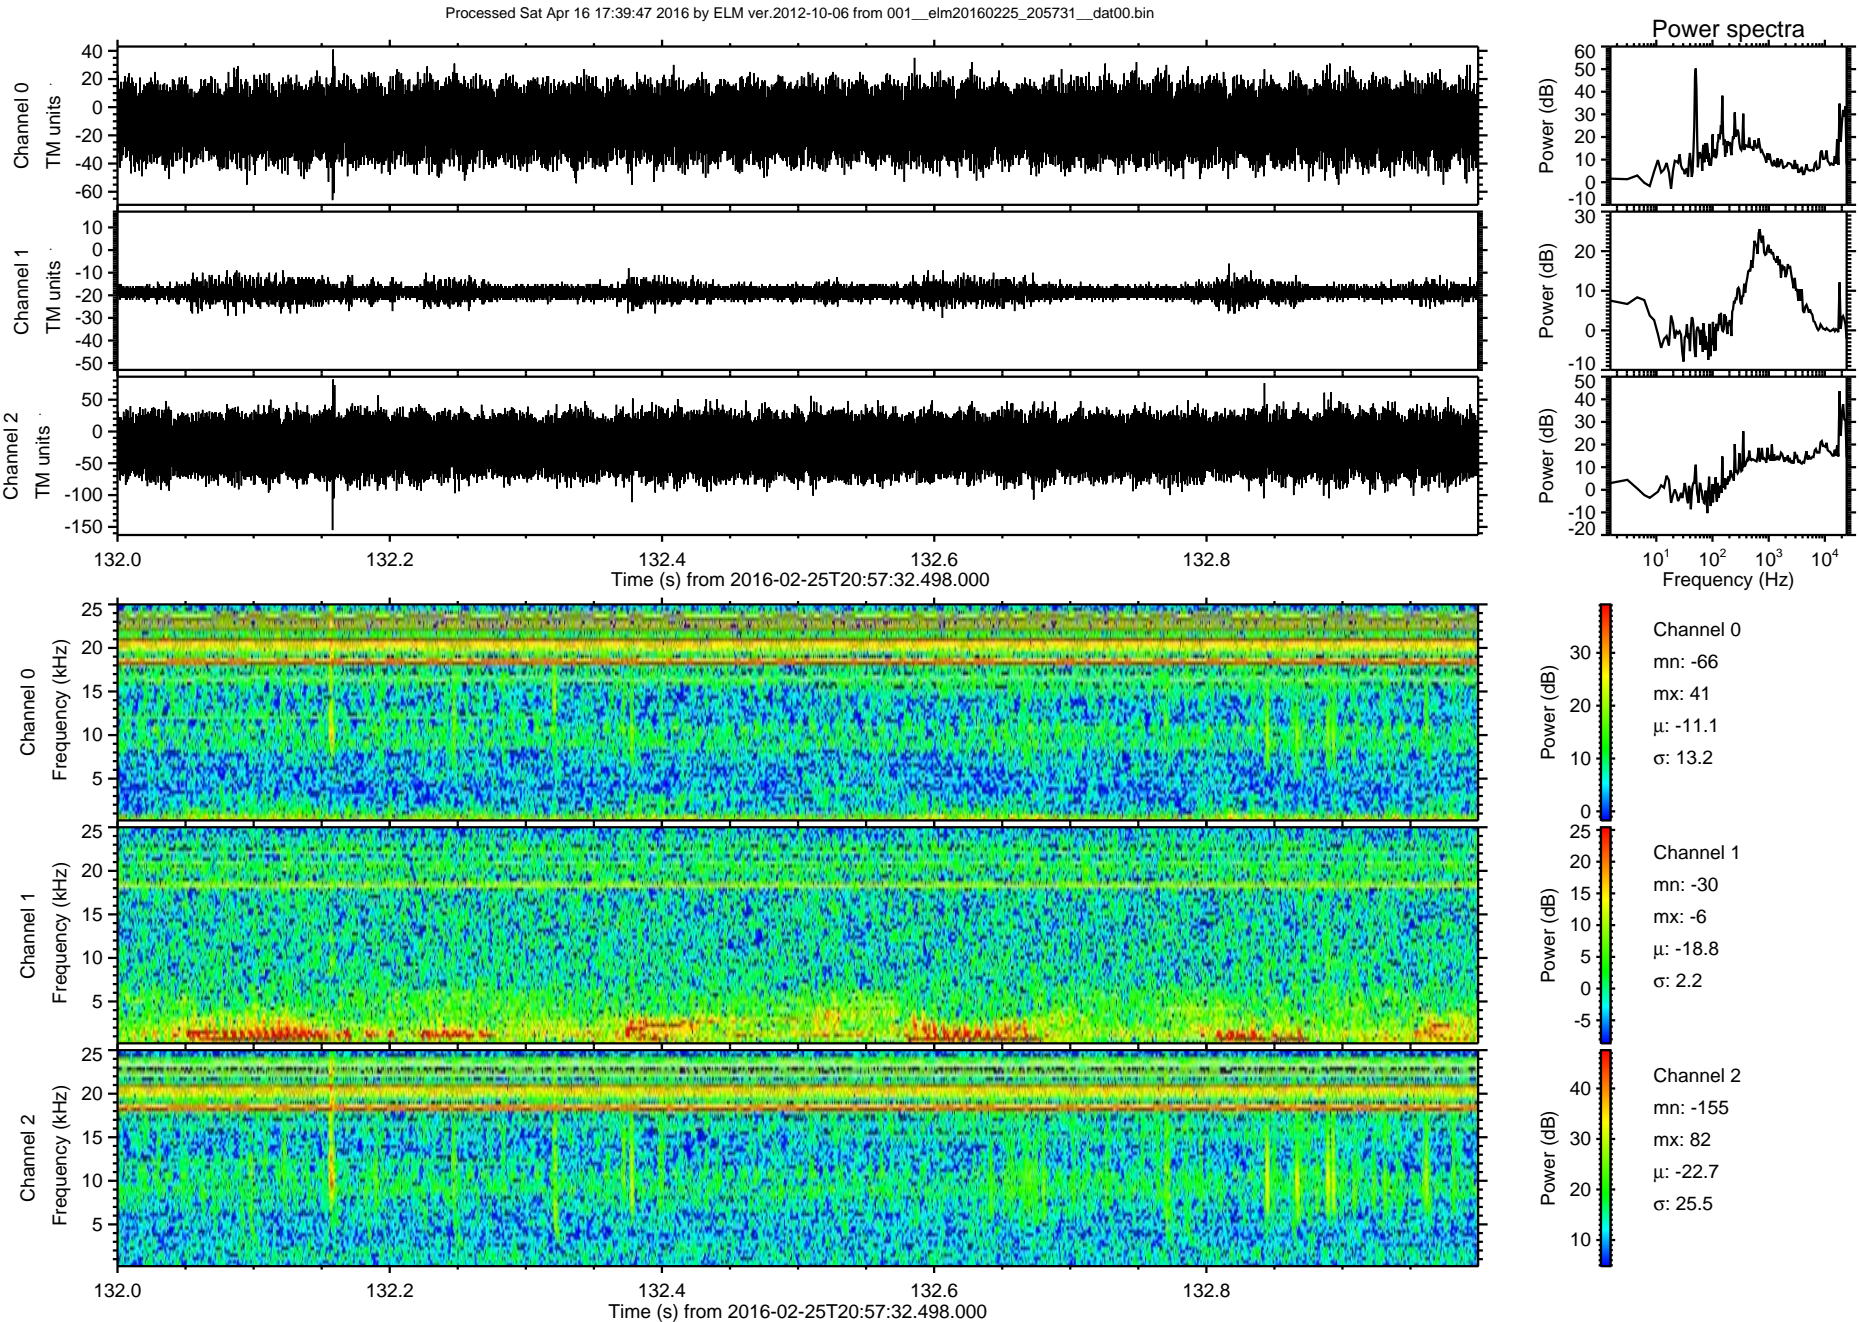 Processed Sat Apr 16 17:39:47 2016 by ELM ver.2012-10-06 from 001__elm20160225_205731__dat00.bin
Power spectra
Channel 0
TM units
40
20
0
-20
-40
-60
Power (dB)
60
50
40
30
20
10
0
-10
Channel 1
TM units
10
0
-10
-20
-30
-40
-50
Power (dB)
30
20
10
0
-10
Channel 2
TM units
50
0
-50
-100
-150
Power (dB)
50
40
30
20
10
0
-10
-20
132.0 132.2 132.4 132.6 132.8
Time (s) from 2016-02-25T20:57:32.498.000
10^1 10^2 10^3 10^4
Frequency (Hz)
Channel 0
Frequency (kHz)
25
20
15
10
5
Power (dB)
30
20
10
0
Channel 0
mn: -66
mx: 41
μ: -11.1
σ: 13.2
Channel 1
Frequency (kHz)
25
20
15
10
5
Power (dB)
25
20
15
10
5
0
-5
Channel 1
mn: -30
mx: -6
μ: -18.8
σ: 2.2
Channel 2
Frequency (kHz)
25
20
15
10
5
Power (dB)
40
30
20
10
Channel 2
mn: -155
mx: 82
μ: -22.7
σ: 25.5
132.0 132.2 132.4 132.6 132.8
Time (s) from 2016-02-25T20:57:32.498.000